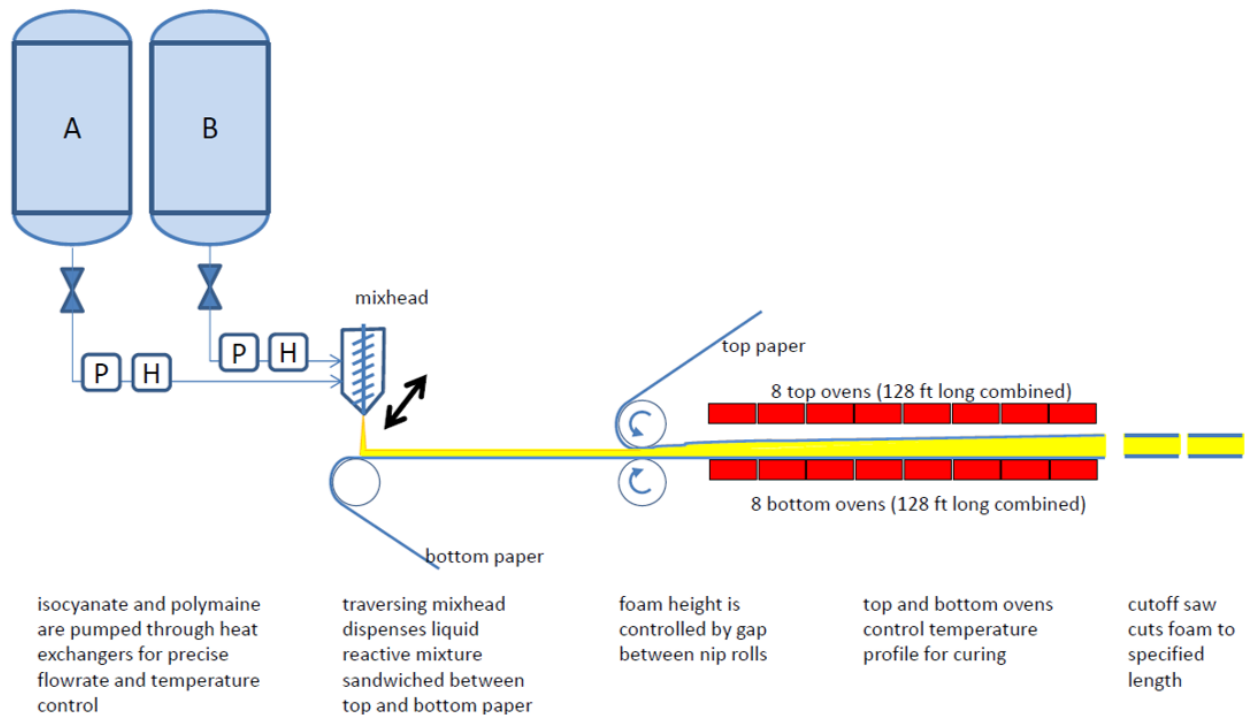 A
B
mixhead
P
H
P
H
top paper
8 top ovens (128 ft long combined)
8 bottom ovens (128 ft long combined)
bottom paper
isocyanate and polymaine
are pumped through heat
exchangers for precise
flowrate and temperature
control
traversing mixhead
dispenses liquid
reactive mixture
sandwiched between
top and bottom paper
foam height is
controlled by gap
between nip rolls
top and bottom ovens
control temperature
profile for curing
cutoff saw
cuts foam to
specified
length